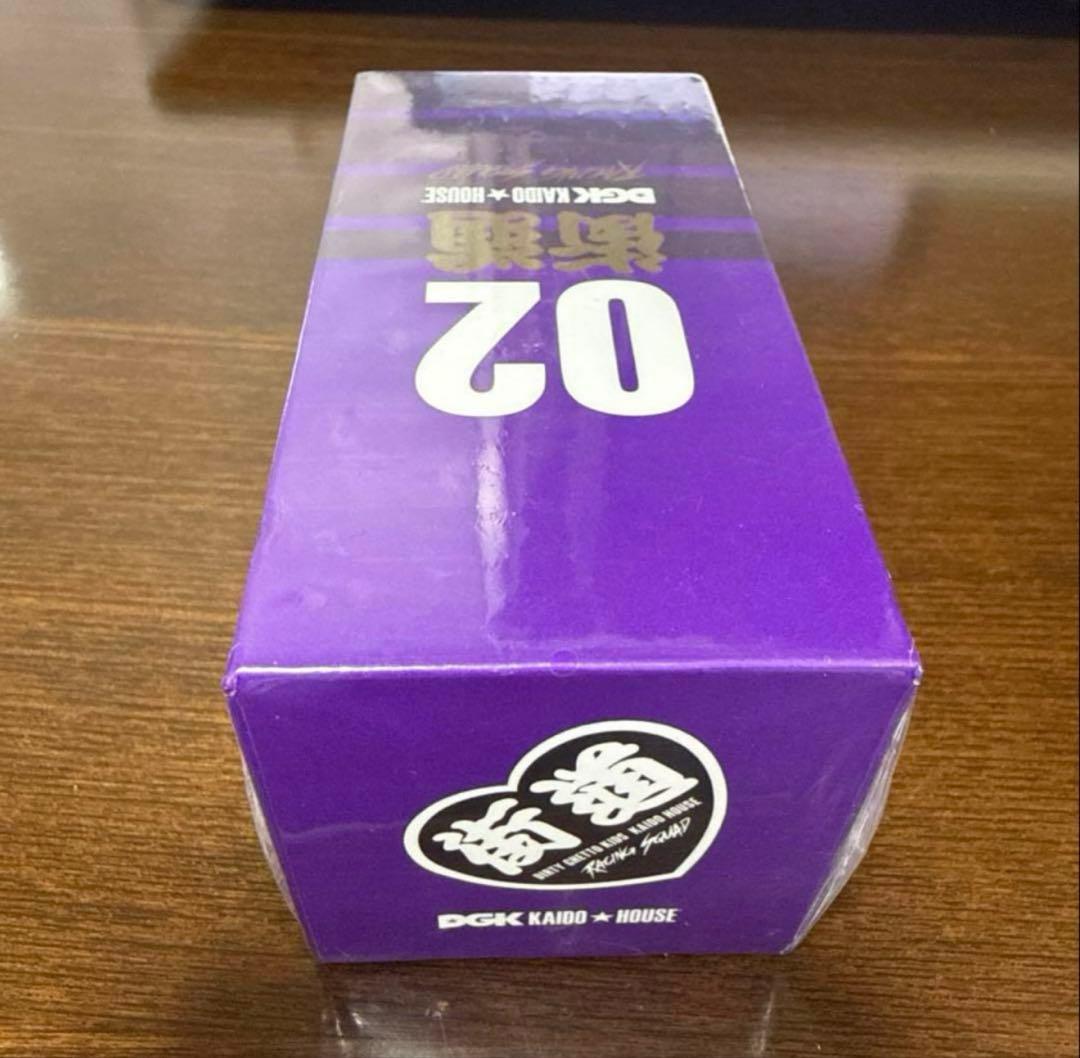 Racing Squad
DGK KAIDO★HOUSE
街道
02
街道
DIRTY GHETTO KIDS KAIDO HOUSE
RACING SQUAD
DGK KAIDO★HOUSE